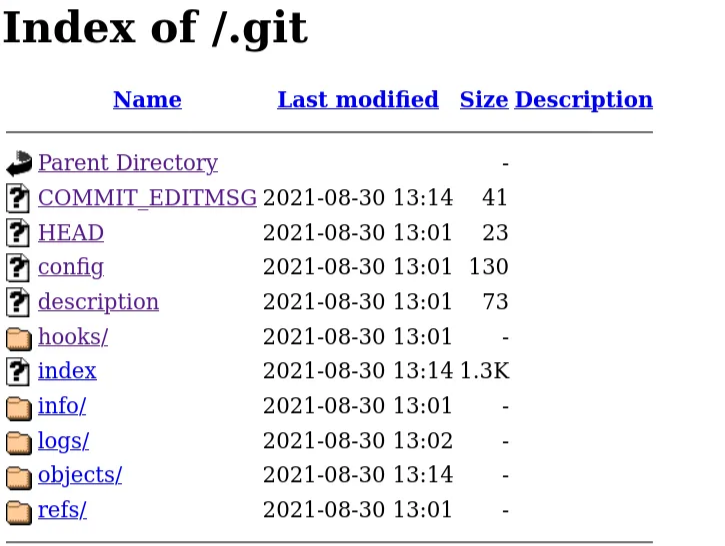 Index of /.git
Name Last modified Size Description
Parent Directory -
COMMIT_EDITMSG 2021-08-30 13:14 41
HEAD 2021-08-30 13:01 23
config 2021-08-30 13:01 130
description 2021-08-30 13:01 73
hooks/ 2021-08-30 13:01 -
index 2021-08-30 13:14 1.3K
info/ 2021-08-30 13:01 -
logs/ 2021-08-30 13:02 -
objects/ 2021-08-30 13:14 -
refs/ 2021-08-30 13:01 -